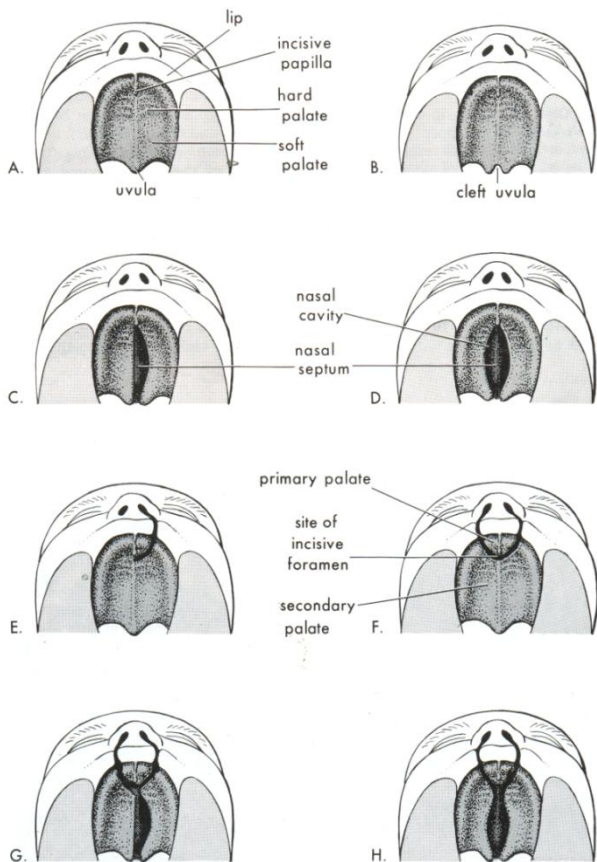 lip
incisive
papilla
hard
palate
soft
palate
A.
uvula
B.
cleft uvula
nasal
cavity
nasal
septum
C.
D.
primary palate
site of
incisive
foramen
secondary
palate
E.
F.
G.
H.